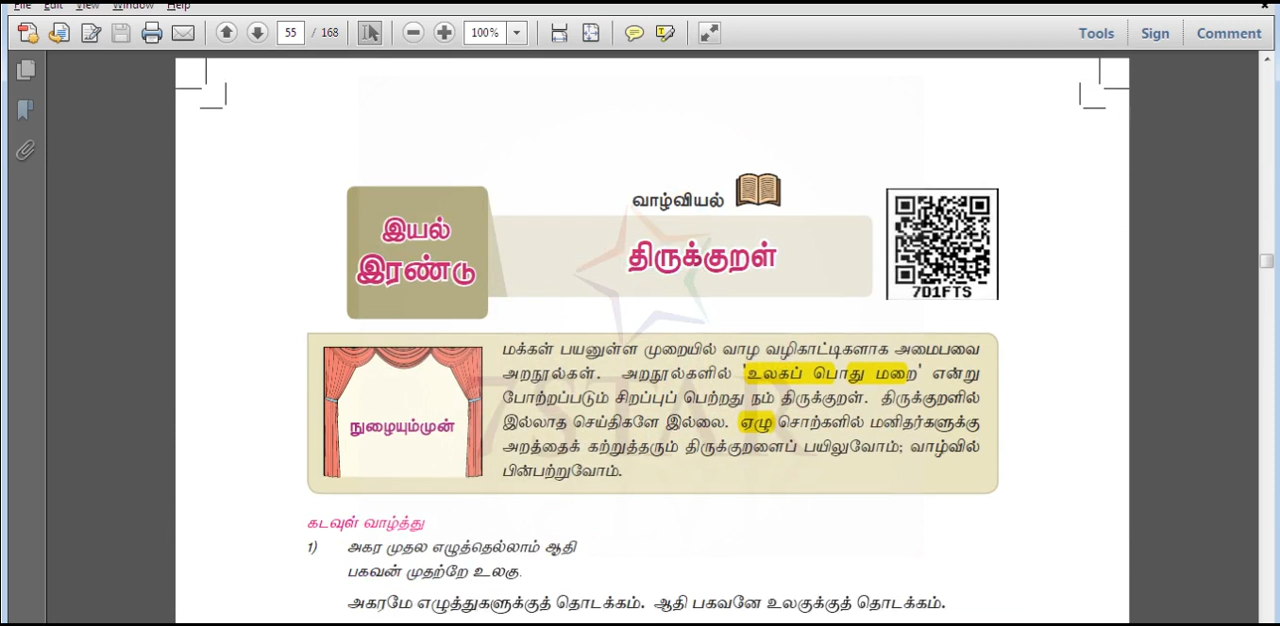 File Edit View Window Help
55 / 168 100% Tools Sign Comment
வாழ்வியல்
இயல்
இரண்டு
திருக்குறள்
7D1FTS
நுழையும்முன்
மக்கள் பயனுள்ள முறையில் வாழ வழிகாட்டிகளாக அமைபவை
அறநூல்கள். அறநூல்களில் 'உலகப் பொது மறை' என்று
போற்றப்படும் சிறப்புப் பெற்றது நம் திருக்குறள். திருக்குறளில்
இல்லாத செய்திகளே இல்லை. ஏழு சொற்களில் மனிதர்களுக்கு
அறத்தைக் கற்றுத்தரும் திருக்குறளைப் பயிலுவோம்; வாழ்வில்
பின்பற்றுவோம்.
7STAR
கடவுள் வாழ்த்து
1) அகர முதல எழுத்தெல்லாம் ஆதி
பகவன் முதற்றே உலகு.
அகரமே எழுத்துகளுக்குத் தொடக்கம். ஆதி பகவனே உலகுக்குத் தொடக்கம்.